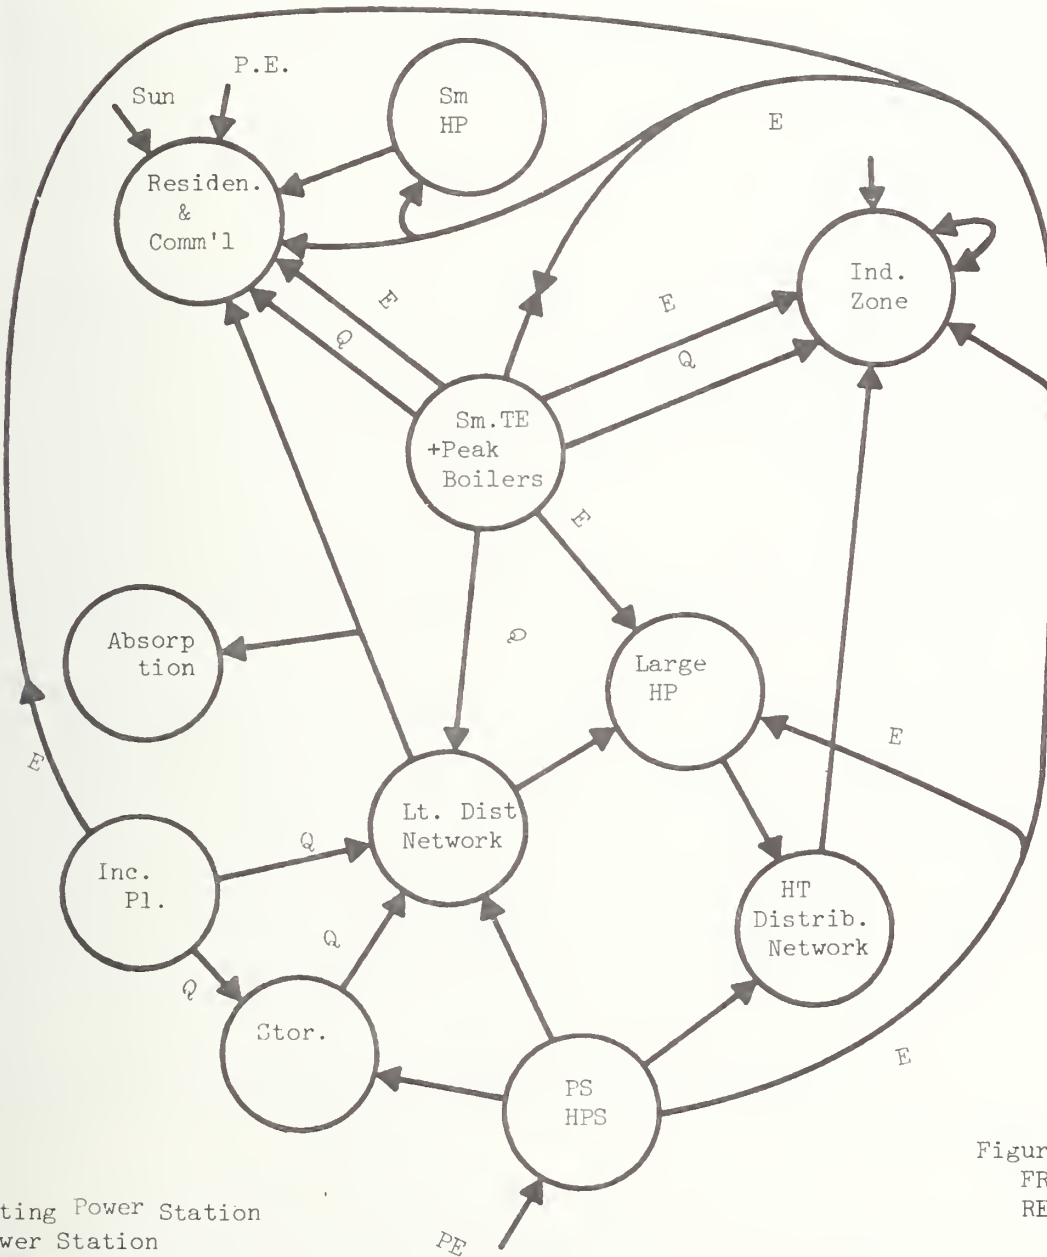 P.E.
Sun
Sm
HP
E
Residen.
&
Comm'l
Ind.
Zone
E
E
Q
Q
Sm.TE
+Peak
Boilers
E
Q
Absorp
tion
Large
HP
E
E
Lt. Dist
Network
Q
Inc.
Pl.
HT
Distrib.
Network
Q
Q
Stor.
E
PS
HPS
Figur
FR
RE
ting Power Station
wer Station
PE